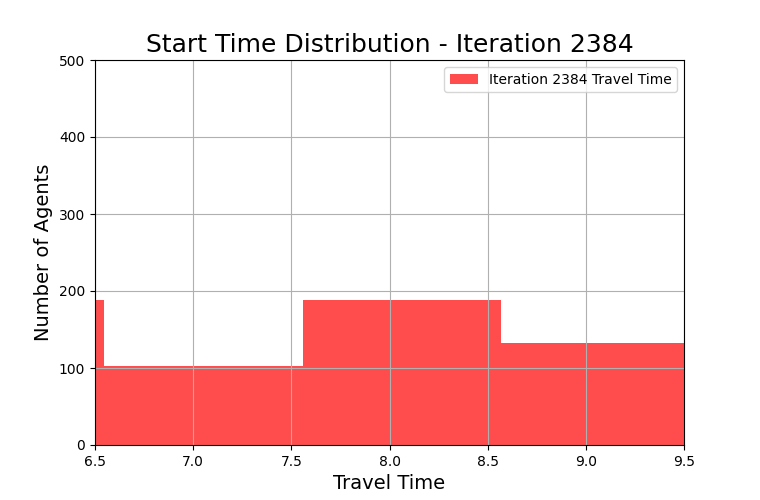 Start Time Distribution - Iteration 2384
500
Iteration 2384 Travel Time
400
300
200
100
0
Number of Agents
6.5 7.0 7.5 8.0 8.5 9.0 9.5
Travel Time